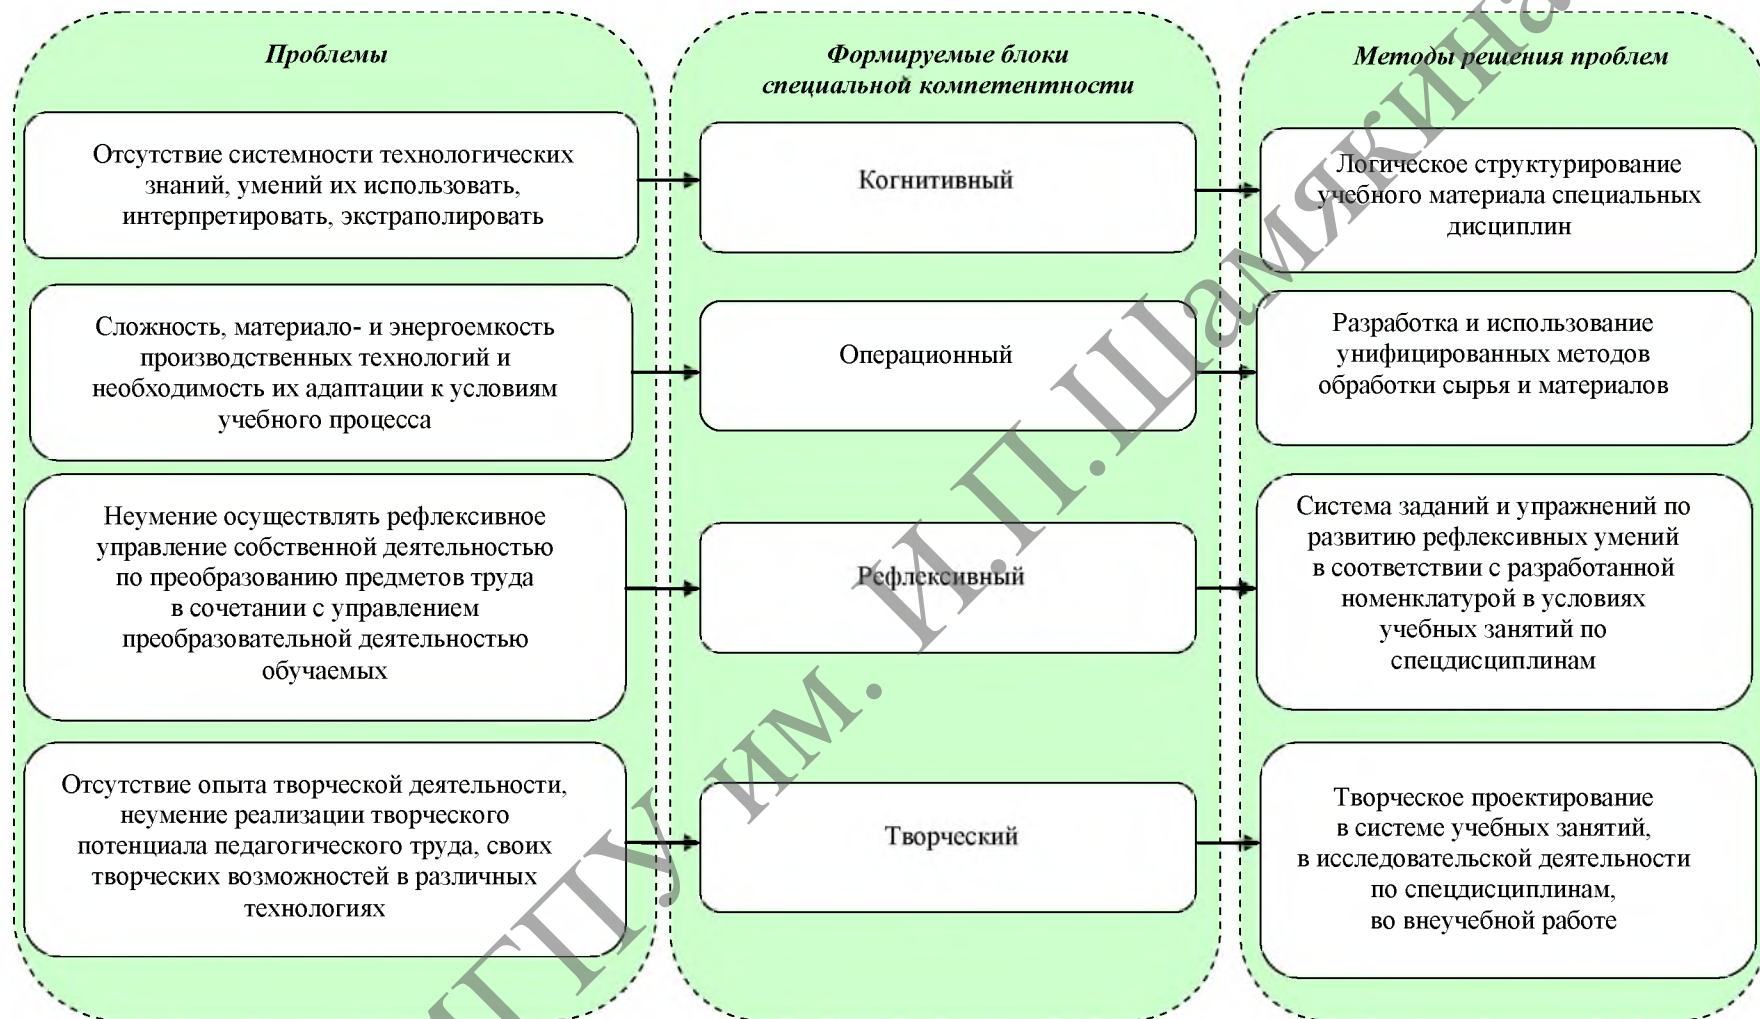 Проблемы
Отсутствие системности технологических
знаний, умений их использовать,
интерпретировать, экстраполировать
Сложность, материало- и энергоемкость
производственных технологий и
необходимость их адаптации к условиям
учебного процесса
Неумение осуществлять рефлексивное
управление собственной деятельностью
по преобразованию предметов труда
в сочетании с управлением
преобразовательной деятельностью
обучаемых
Отсутствие опыта творческой деятельности,
неумение реализации творческого
потенциала педагогического труда, своих
творческих возможностей в различных
технологиях
Формируемые блоки
специальной компетентности
Когнитивный
Операционный
Рефлексивный
Творческий
Методы решения проблем
Логическое структурирование
учебного материала специальных
дисциплин
Разработка и использование
унифицированных методов
обработки сырья и материалов
Система заданий и упражнений по
развитию рефлексивных умений
в соответствии с разработанной
номенклатурой в условиях
учебных занятий по
спецдисциплинам
Творческое проектирование
в системе учебных занятий,
в исследовательской деятельности
по спецдисциплинам,
во внеучебной работе
МГПУ им. И.П.Шамякина